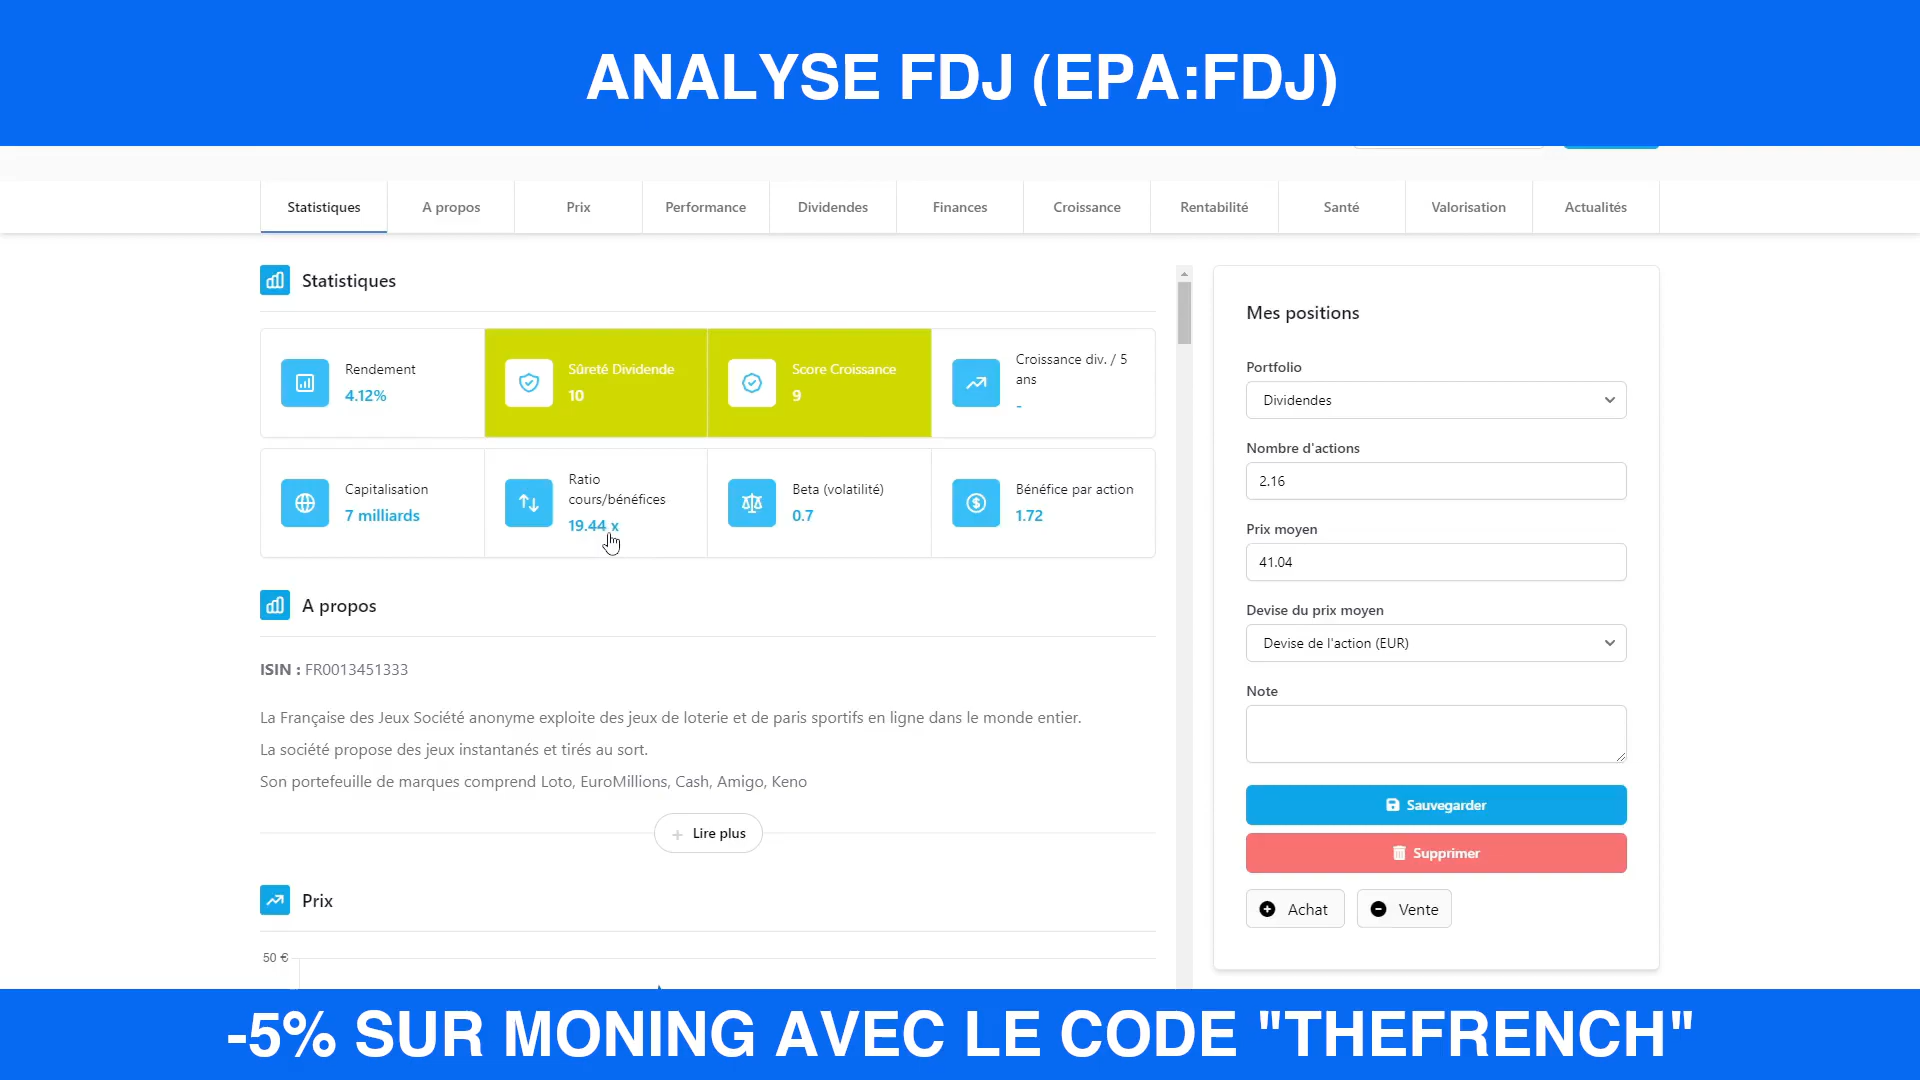 ANALYSE FDJ (EPA:FDJ)
Statistiques
A propos
Prix
Performance
Dividendes
Finances
Croissance
Rentabilité
Santé
Valorisation
Actualités
Statistiques
Rendement
4.12%
Sûreté Dividende
10
Score Croissance
9
Croissance div. / 5
ans
-
Capitalisation
7 milliards
Ratio
cours/bénéfices
19.44 x
Beta (volatilité)
0.7
Bénéfice par action
1.72
A propos
ISIN : FR0013451333
La Française des Jeux Société anonyme exploite des jeux de loterie et de paris sportifs en ligne dans le monde entier.
La société propose des jeux instantanés et tirés au sort.
Son portefeuille de marques comprend Loto, EuroMillions, Cash, Amigo, Keno
+ Lire plus
Prix
50 €
Mes positions
Portfolio
Dividendes
Nombre d'actions
2.16
Prix moyen
41.04
Devise du prix moyen
Devise de l'action (EUR)
Note
Sauvegarder
Supprimer
Achat
Vente
-5% SUR MONING AVEC LE CODE "THEFRENCH"